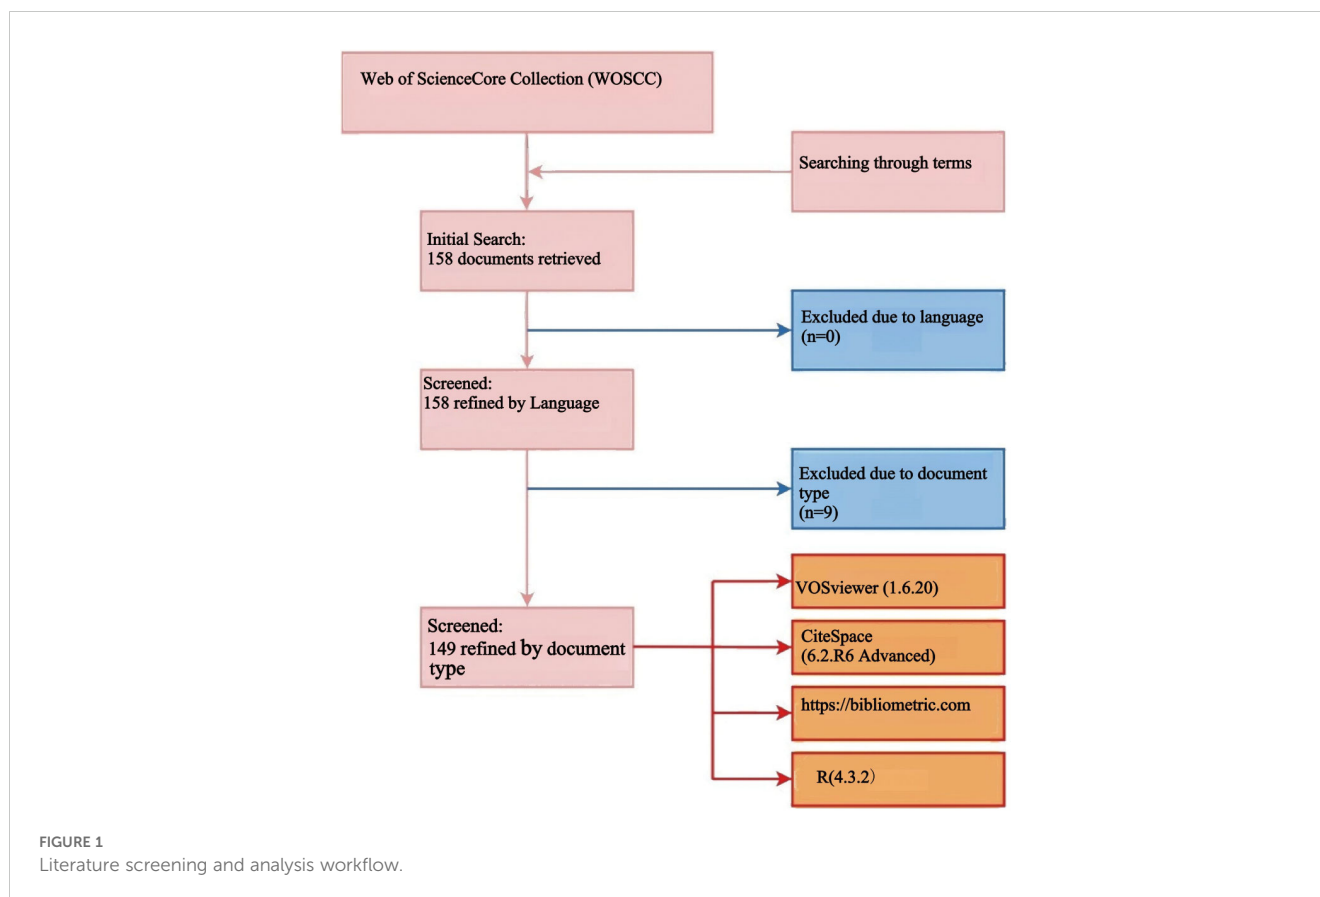 Web of ScienceCore Collection (WOSCC)
Searching through terms
Initial Search:
158 documents retrieved
Excluded due to language
(n=0)
Screened:
158 refined by Language
Excluded due to document
type
(n=9)
Screened:
149 refined by document
type
VOSviewer (1.6.20)
CiteSpace
(6.2.R6 Advanced)
https://bibliometric.com
R(4.3.2）
FIGURE 1
Literature screening and analysis workflow.